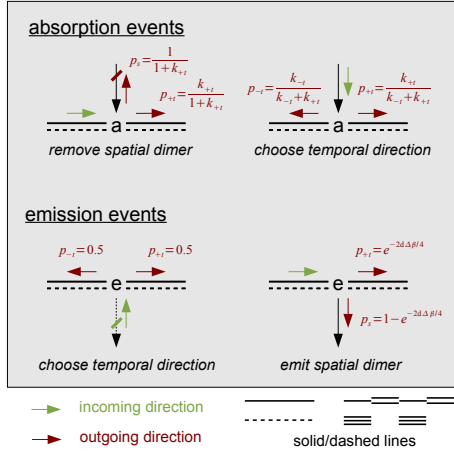 absorption events
p_s = 1/(1+k_{+t})
p_{+t} = k_{+t}/(1+k_{+t})
a
remove spatial dimer
p_{-t} = k_{-t}/(k_{-t}+k_{+t})
p_{+t} = k_{+t}/(k_{-t}+k_{+t})
a
choose temporal direction
emission events
p_{-t} = 0.5
p_{+t} = 0.5
e
choose temporal direction
p_{+t} = e^{-2dΔβ/4}
e
p_s = 1 - e^{-2dΔβ/4}
emit spatial dimer
incoming direction
outgoing direction
solid/dashed lines